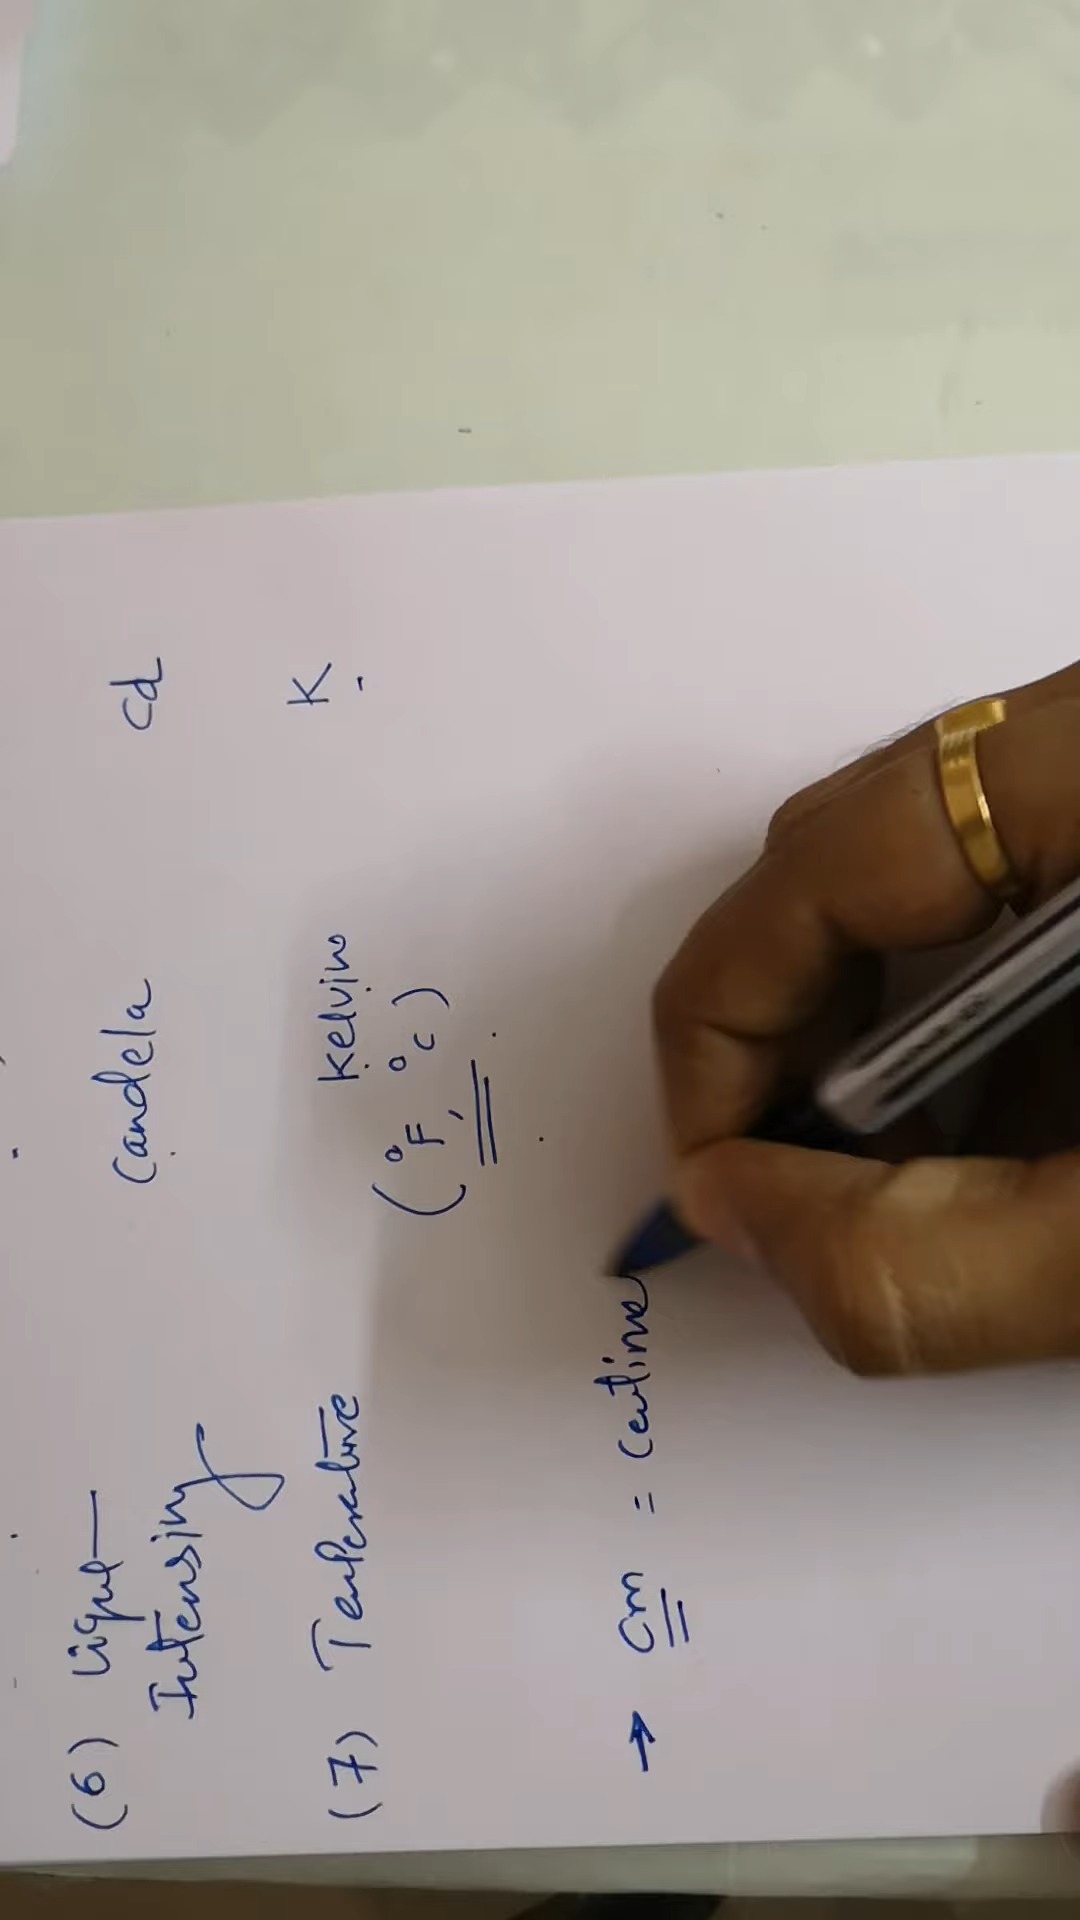 (6) Light Candela Cd
Intensity
(7) Temperature Kelvin K
(°F, °C)
→ cm = centime